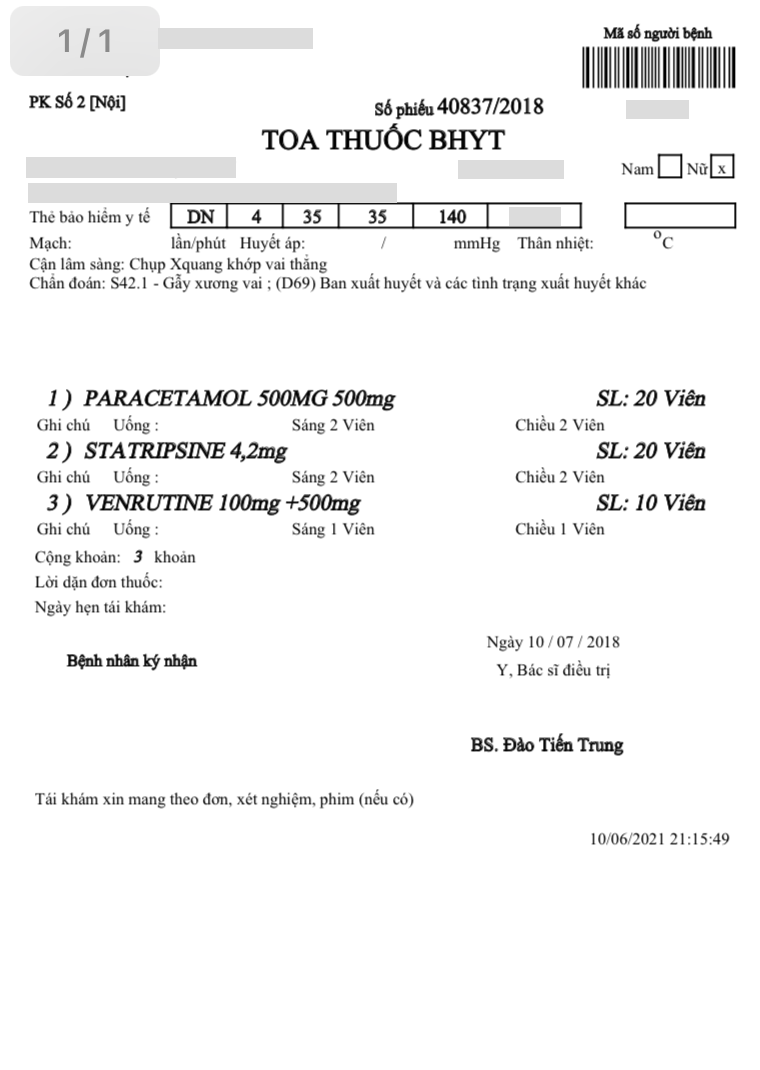 1/1
Mã số người bệnh
PK Số 2 [Nội]
Số phiếu 40837/2018
TOA THUỐC BHYT
Nam Nữ x
Thẻ bảo hiểm y tế DN 4 35 35 140
Mạch: lần/phút Huyết áp: / mmHg Thân nhiệt: °C
Cận lâm sàng: Chụp Xquang khớp vai thẳng
Chẩn đoán: S42.1 - Gẫy xương vai ; (D69) Ban xuất huyết và các tình trạng xuất huyết khác
1 ) PARACETAMOL 500MG 500mg SL: 20 Viên
Ghi chú Uống : Sáng 2 Viên Chiều 2 Viên
2 ) STATRIPSINE 4,2mg SL: 20 Viên
Ghi chú Uống : Sáng 2 Viên Chiều 2 Viên
3 ) VENRUTINE 100mg +500mg SL: 10 Viên
Ghi chú Uống : Sáng 1 Viên Chiều 1 Viên
Cộng khoản: 3 khoản
Lời dặn đơn thuốc:
Ngày hẹn tái khám:
Ngày 10 / 07 / 2018
Bệnh nhân ký nhận
Y, Bác sĩ điều trị
BS. Đào Tiến Trung
Tái khám xin mang theo đơn, xét nghiệm, phim (nếu có)
10/06/2021 21:15:49